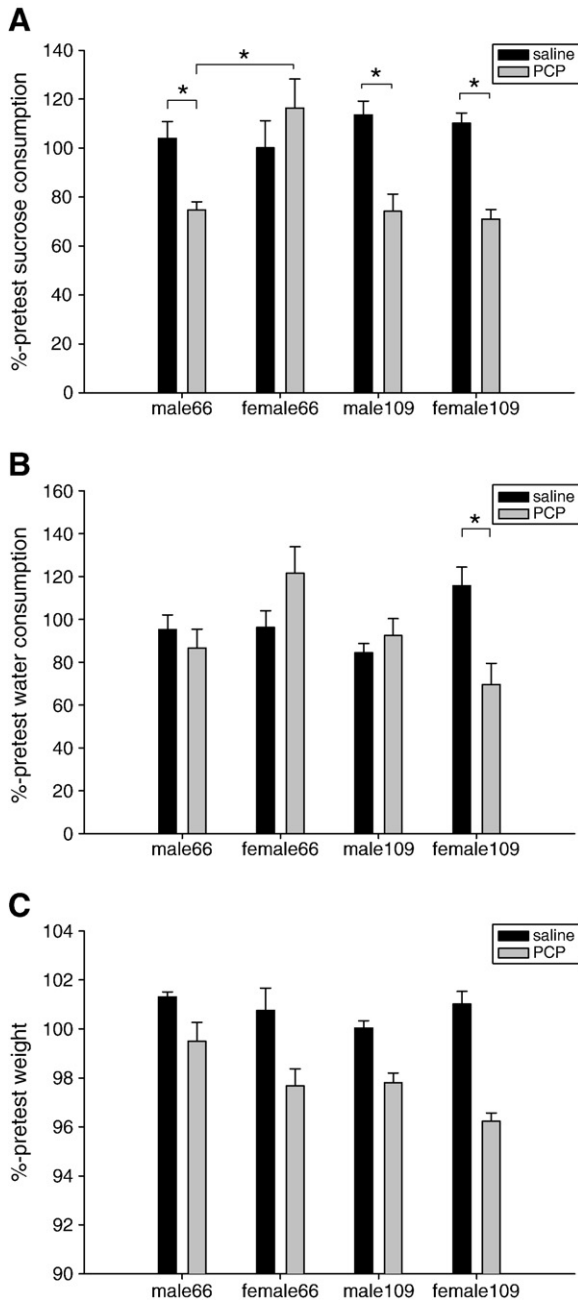 A
%-pretest sucrose consumption
140
120
100
80
60
40
20
0
saline
PCP
*
*
*
*
male66 female66 male109 female109
B
%-pretest water consumption
160
140
120
100
80
60
40
20
0
saline
PCP
*
male66 female66 male109 female109
C
%-pretest weight
104
102
100
98
96
94
92
90
saline
PCP
male66 female66 male109 female109